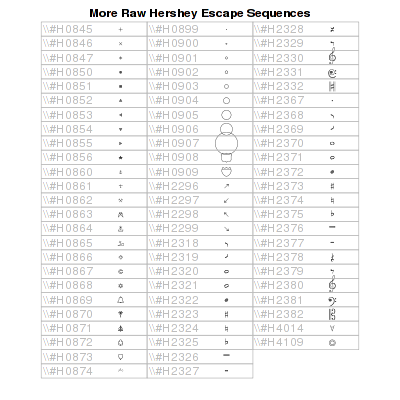 More Raw Hershey Escape Sequences
\\#H0845 \\#H0899 \\#H2328
\\#H0846 \\#H0900 \\#H2329
\\#H0847 \\#H0901 \\#H2330
\\#H0850 \\#H0902 \\#H2331
\\#H0851 \\#H0903 \\#H2332
\\#H0852 \\#H0904 \\#H2367
\\#H0853 \\#H0905 \\#H2368
\\#H0854 \\#H0906 \\#H2369
\\#H0855 \\#H0907 \\#H2370
\\#H0856 \\#H0908 \\#H2371
\\#H0860 \\#H0909 \\#H2372
\\#H0861 \\#H2296 \\#H2373
\\#H0862 \\#H2297 \\#H2374
\\#H0863 \\#H2298 \\#H2375
\\#H0864 \\#H2299 \\#H2376
\\#H0865 \\#H2318 \\#H2377
\\#H0866 \\#H2319 \\#H2378
\\#H0867 \\#H2320 \\#H2379
\\#H0868 \\#H2321 \\#H2380
\\#H0869 \\#H2322 \\#H2381
\\#H0870 \\#H2323 \\#H2382
\\#H0871 \\#H2324 \\#H4014
\\#H0872 \\#H2325 \\#H4109
\\#H0873 \\#H2326
\\#H0874 \\#H2327